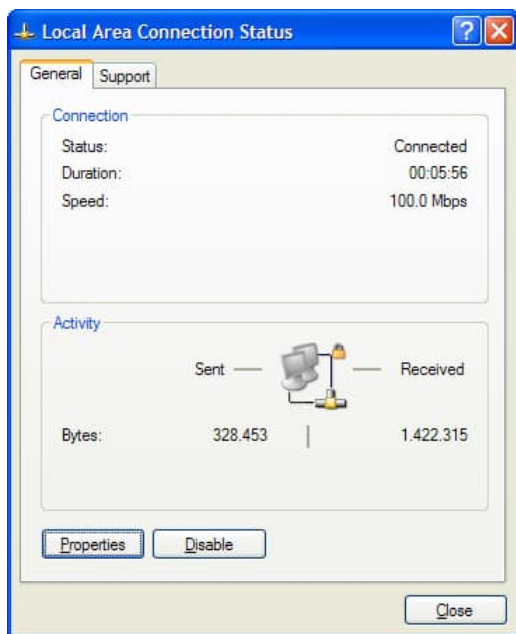 Local Area Connection Status
General Support
Connection
Status: Connected
Duration: 00:05:56
Speed: 100.0 Mbps
Activity
Sent Received
Bytes: 328.453 1.422.315
Properties Disable
Close